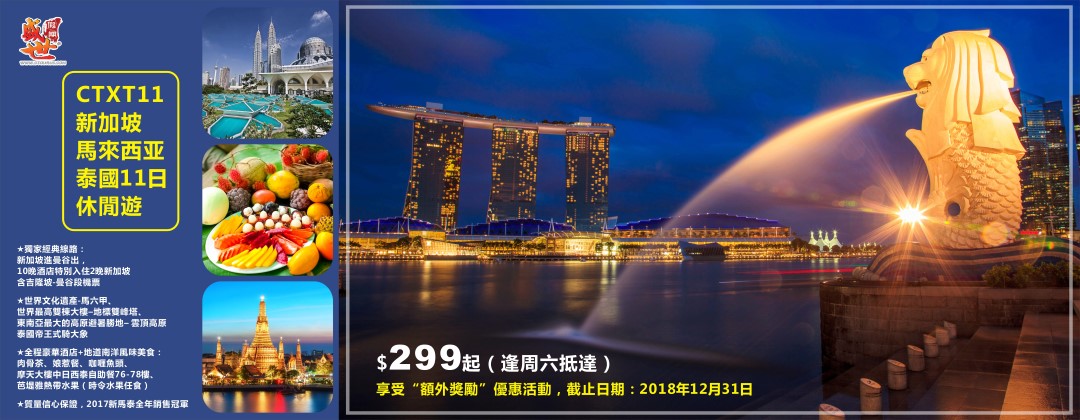 盛世
假期
CTXT11
新加坡
馬來西亚
泰國11日
休閒遊
★獨家經典線路：
新加坡進曼谷出，
10晚酒店特別入住2晚新加坡
含吉隆坡-曼谷段機票
★世界文化遺產-馬六甲、
世界最高雙棟大樓–地標雙峰塔、
東南亞最大的高原避暑勝地– 雲頂高原
泰國帝王式騎大象
★全程豪華酒店+地道南洋風味美食：
肉骨茶、娘惹餐、咖喱魚頭、
摩天大樓中日西泰自助餐76-78樓、
芭堤雅熱帶水果（時令水果任食）
★質量信心保證，2017新馬泰全年銷售冠軍
$299起（逢周六抵達）
享受“額外獎勵”優惠活動，截止日期：2018年12月31日